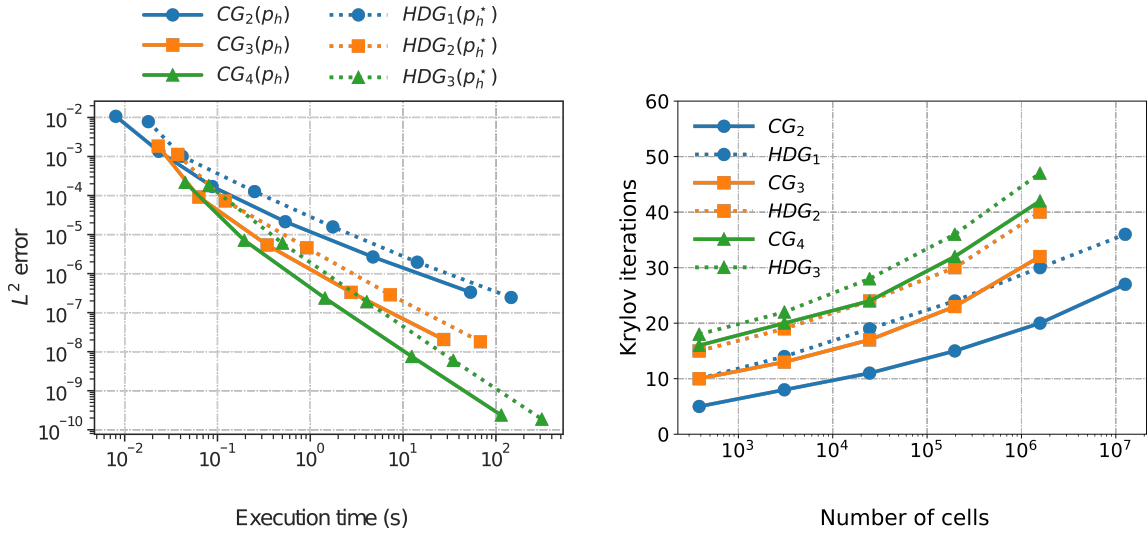 CG₂(pₕ) HDG₁(pₕ*)
CG₃(pₕ) HDG₂(pₕ*)
CG₄(pₕ) HDG₃(pₕ*)
10⁻²
10⁻³
10⁻⁴
10⁻⁵
10⁻⁶
10⁻⁷
10⁻⁸
10⁻⁹
10⁻¹⁰
L² error
10⁻² 10⁻¹ 10⁰ 10¹ 10²
Execution time (s)
60
50
40
30
20
10
0
Krylov iterations
CG₂
HDG₁
CG₃
HDG₂
CG₄
HDG₃
10³ 10⁴ 10⁵ 10⁶ 10⁷
Number of cells